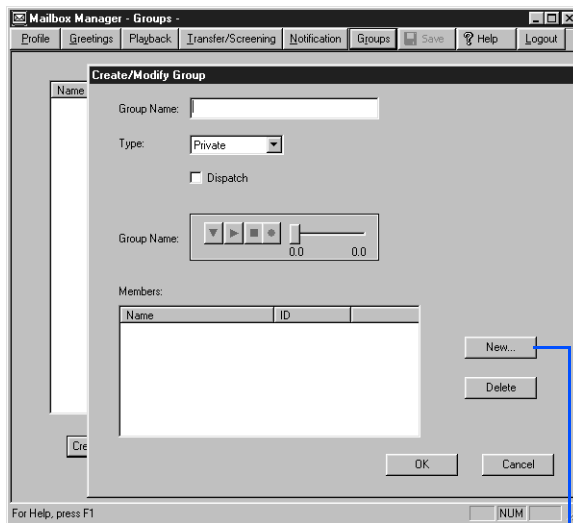 Mailbox Manager - Groups -
Profile Greetings Playback Transfer/Screening Notification Groups Save Help Logout
Name
Create/Modify Group
Group Name:
Type: Private
Dispatch
Group Name:
0.0 0.0
Members:
Name ID
New...
Delete
Cre
OK Cancel
For Help, press F1 NUM